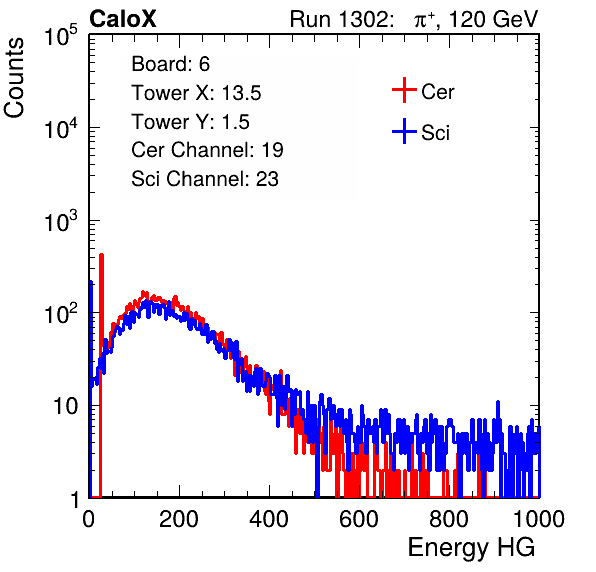 CaloX Run 1302: π⁺, 120 GeV
Counts
10⁵
10⁴
10³
10²
10
1
Board: 6
Tower X: 13.5
Tower Y: 1.5
Cer Channel: 19
Sci Channel: 23
Cer
Sci
0 200 400 600 800 1000
Energy HG